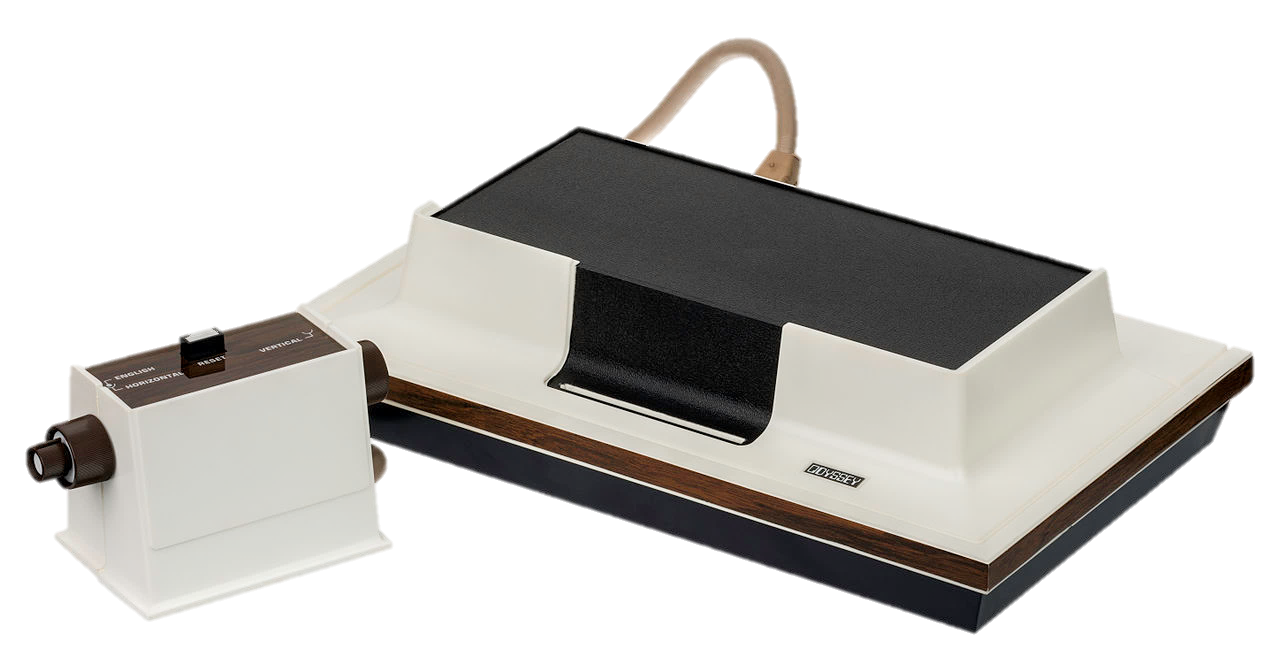 ENGLISH
HORIZONTAL
RESET
VERTICAL
ODYSSEY